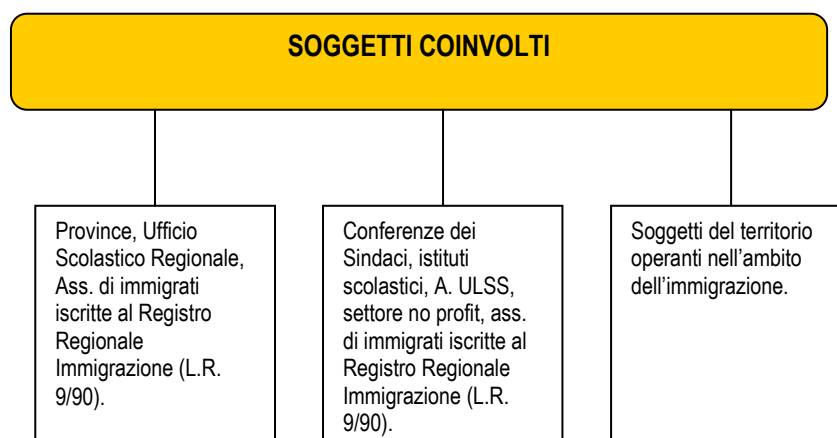 SOGGETTI COINVOLTI
Province, Ufficio
Scolastico Regionale,
Ass. di immigrati
iscritte al Registro
Regionale
Immigrazione (L.R.
9/90).
Conferenze dei
Sindaci, istituti
scolastici, A. ULSS,
settore no profit, ass.
di immigrati iscritte al
Registro Regionale
Immigrazione (L.R.
9/90).
Soggetti del territorio
operanti nell’ambito
dell’immigrazione.